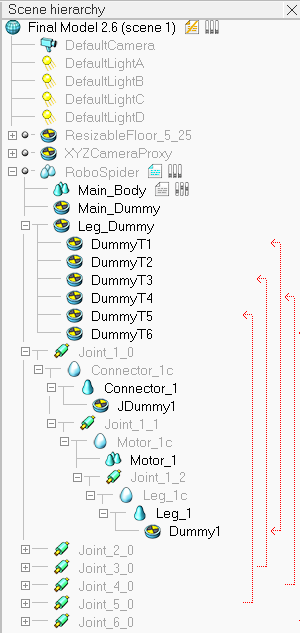 Scene hierarchy
Final Model 2.6 (scene 1)
DefaultCamera
DefaultLightA
DefaultLightB
DefaultLightC
DefaultLightD
ResizableFloor_5_25
XYZCameraProxy
RoboSpider
Main_Body
Main_Dummy
Leg_Dummy
DummyT1
DummyT2
DummyT3
DummyT4
DummyT5
DummyT6
Joint_1_0
Connector_1c
Connector_1
JDummy1
Joint_1_1
Motor_1c
Motor_1
Joint_1_2
Leg_1c
Leg_1
Dummy1
Joint_2_0
Joint_3_0
Joint_4_0
Joint_5_0
Joint_6_0